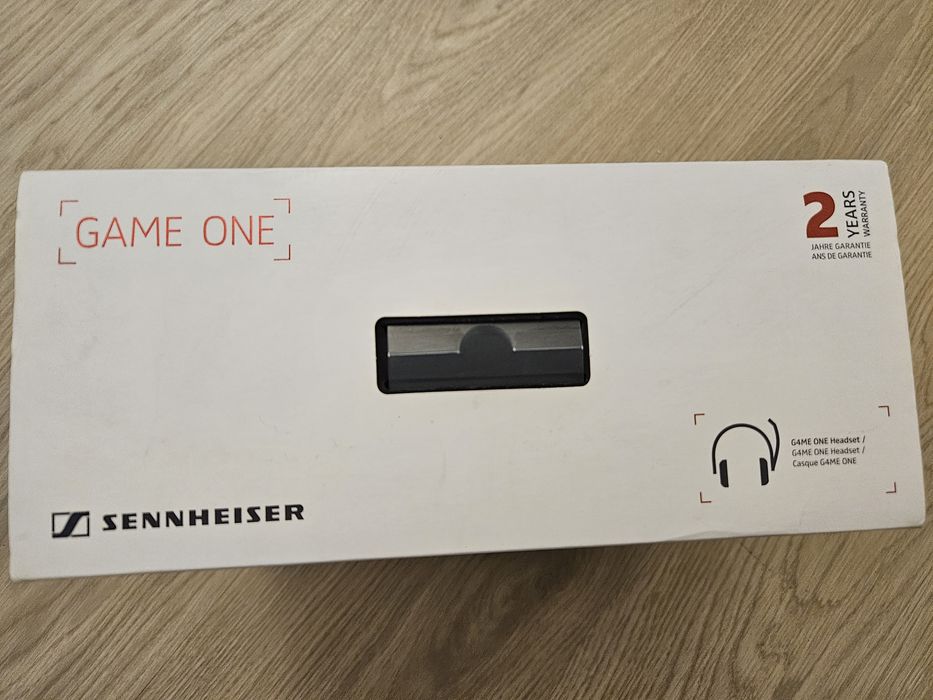 GAME ONE
2 YEARS
WARRANTY
JAHRE GARANTIE
ANS DE GARANTIE
G4ME ONE Headset /
G4ME ONE Headset /
Casque G4ME ONE
SENNHEISER